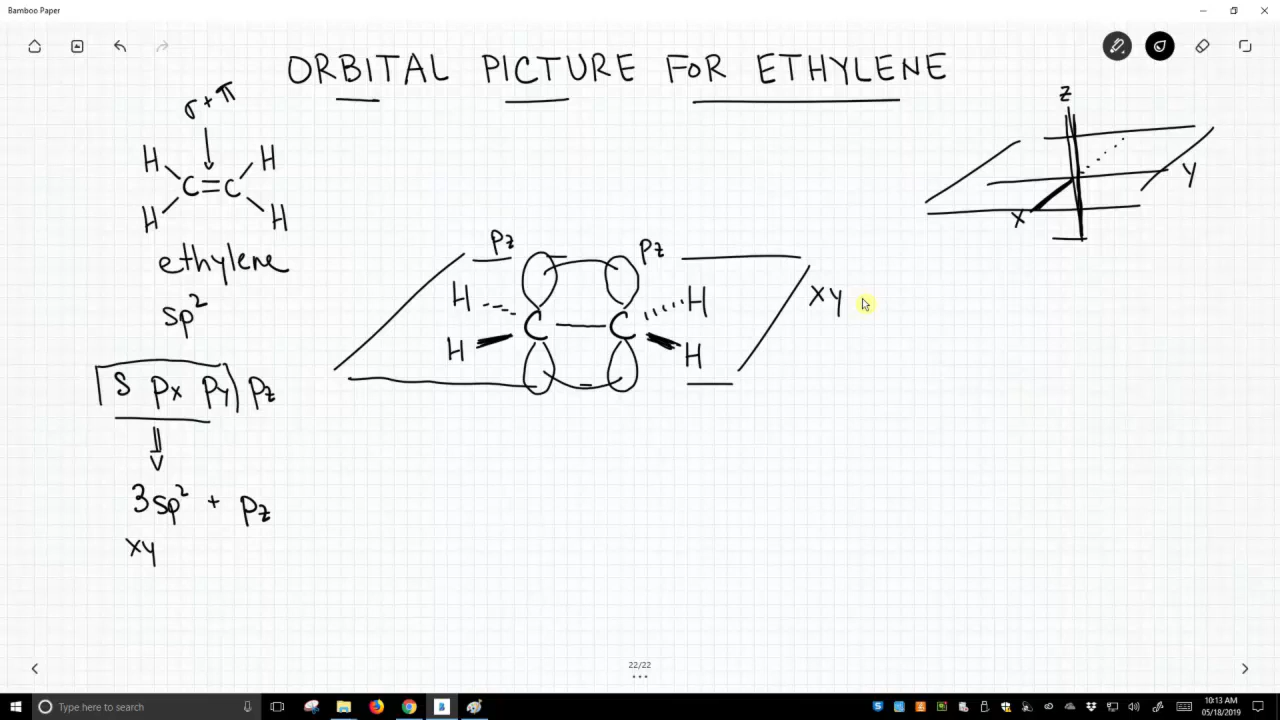 Bamboo Paper
ORBITAL PICTURE FOR ETHYLENE
σ + π
H H
C=C
H H
ethylene
sp²
s px py pz
3sp² + pz
xy
z
y
x
pz pz
H H
C C
H H
xy
22/22
Type here to search
10:13 AM
05/18/2019